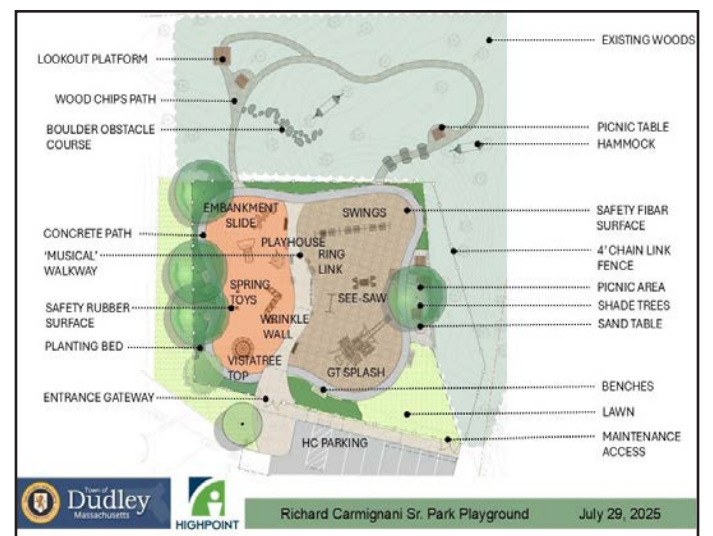 LOOKOUT PLATFORM
WOOD CHIPS PATH
BOULDER OBSTACLE
COURSE
CONCRETE PATH
'MUSICAL'
WALKWAY
SAFETY RUBBER
SURFACE
PLANTING BED
ENTRANCE GATEWAY
EMBANKMENT
SLIDE
PLAYHOUSE
SPRING
TOYS
WRINKLE
WALL
VISTATREE
TOP
SWINGS
RING
LINK
SEE-SAW
GT SPLASH
HC PARKING
EXISTING WOODS
PICNIC TABLE
HAMMOCK
SAFETY FIBAR
SURFACE
4' CHAIN LINK
FENCE
PICNIC AREA
SHADE TREES
SAND TABLE
BENCHES
LAWN
MAINTENANCE
ACCESS
Town of
Dudley
Massachusetts
HIGHPOINT
Richard Carmignani Sr. Park Playground July 29, 2025